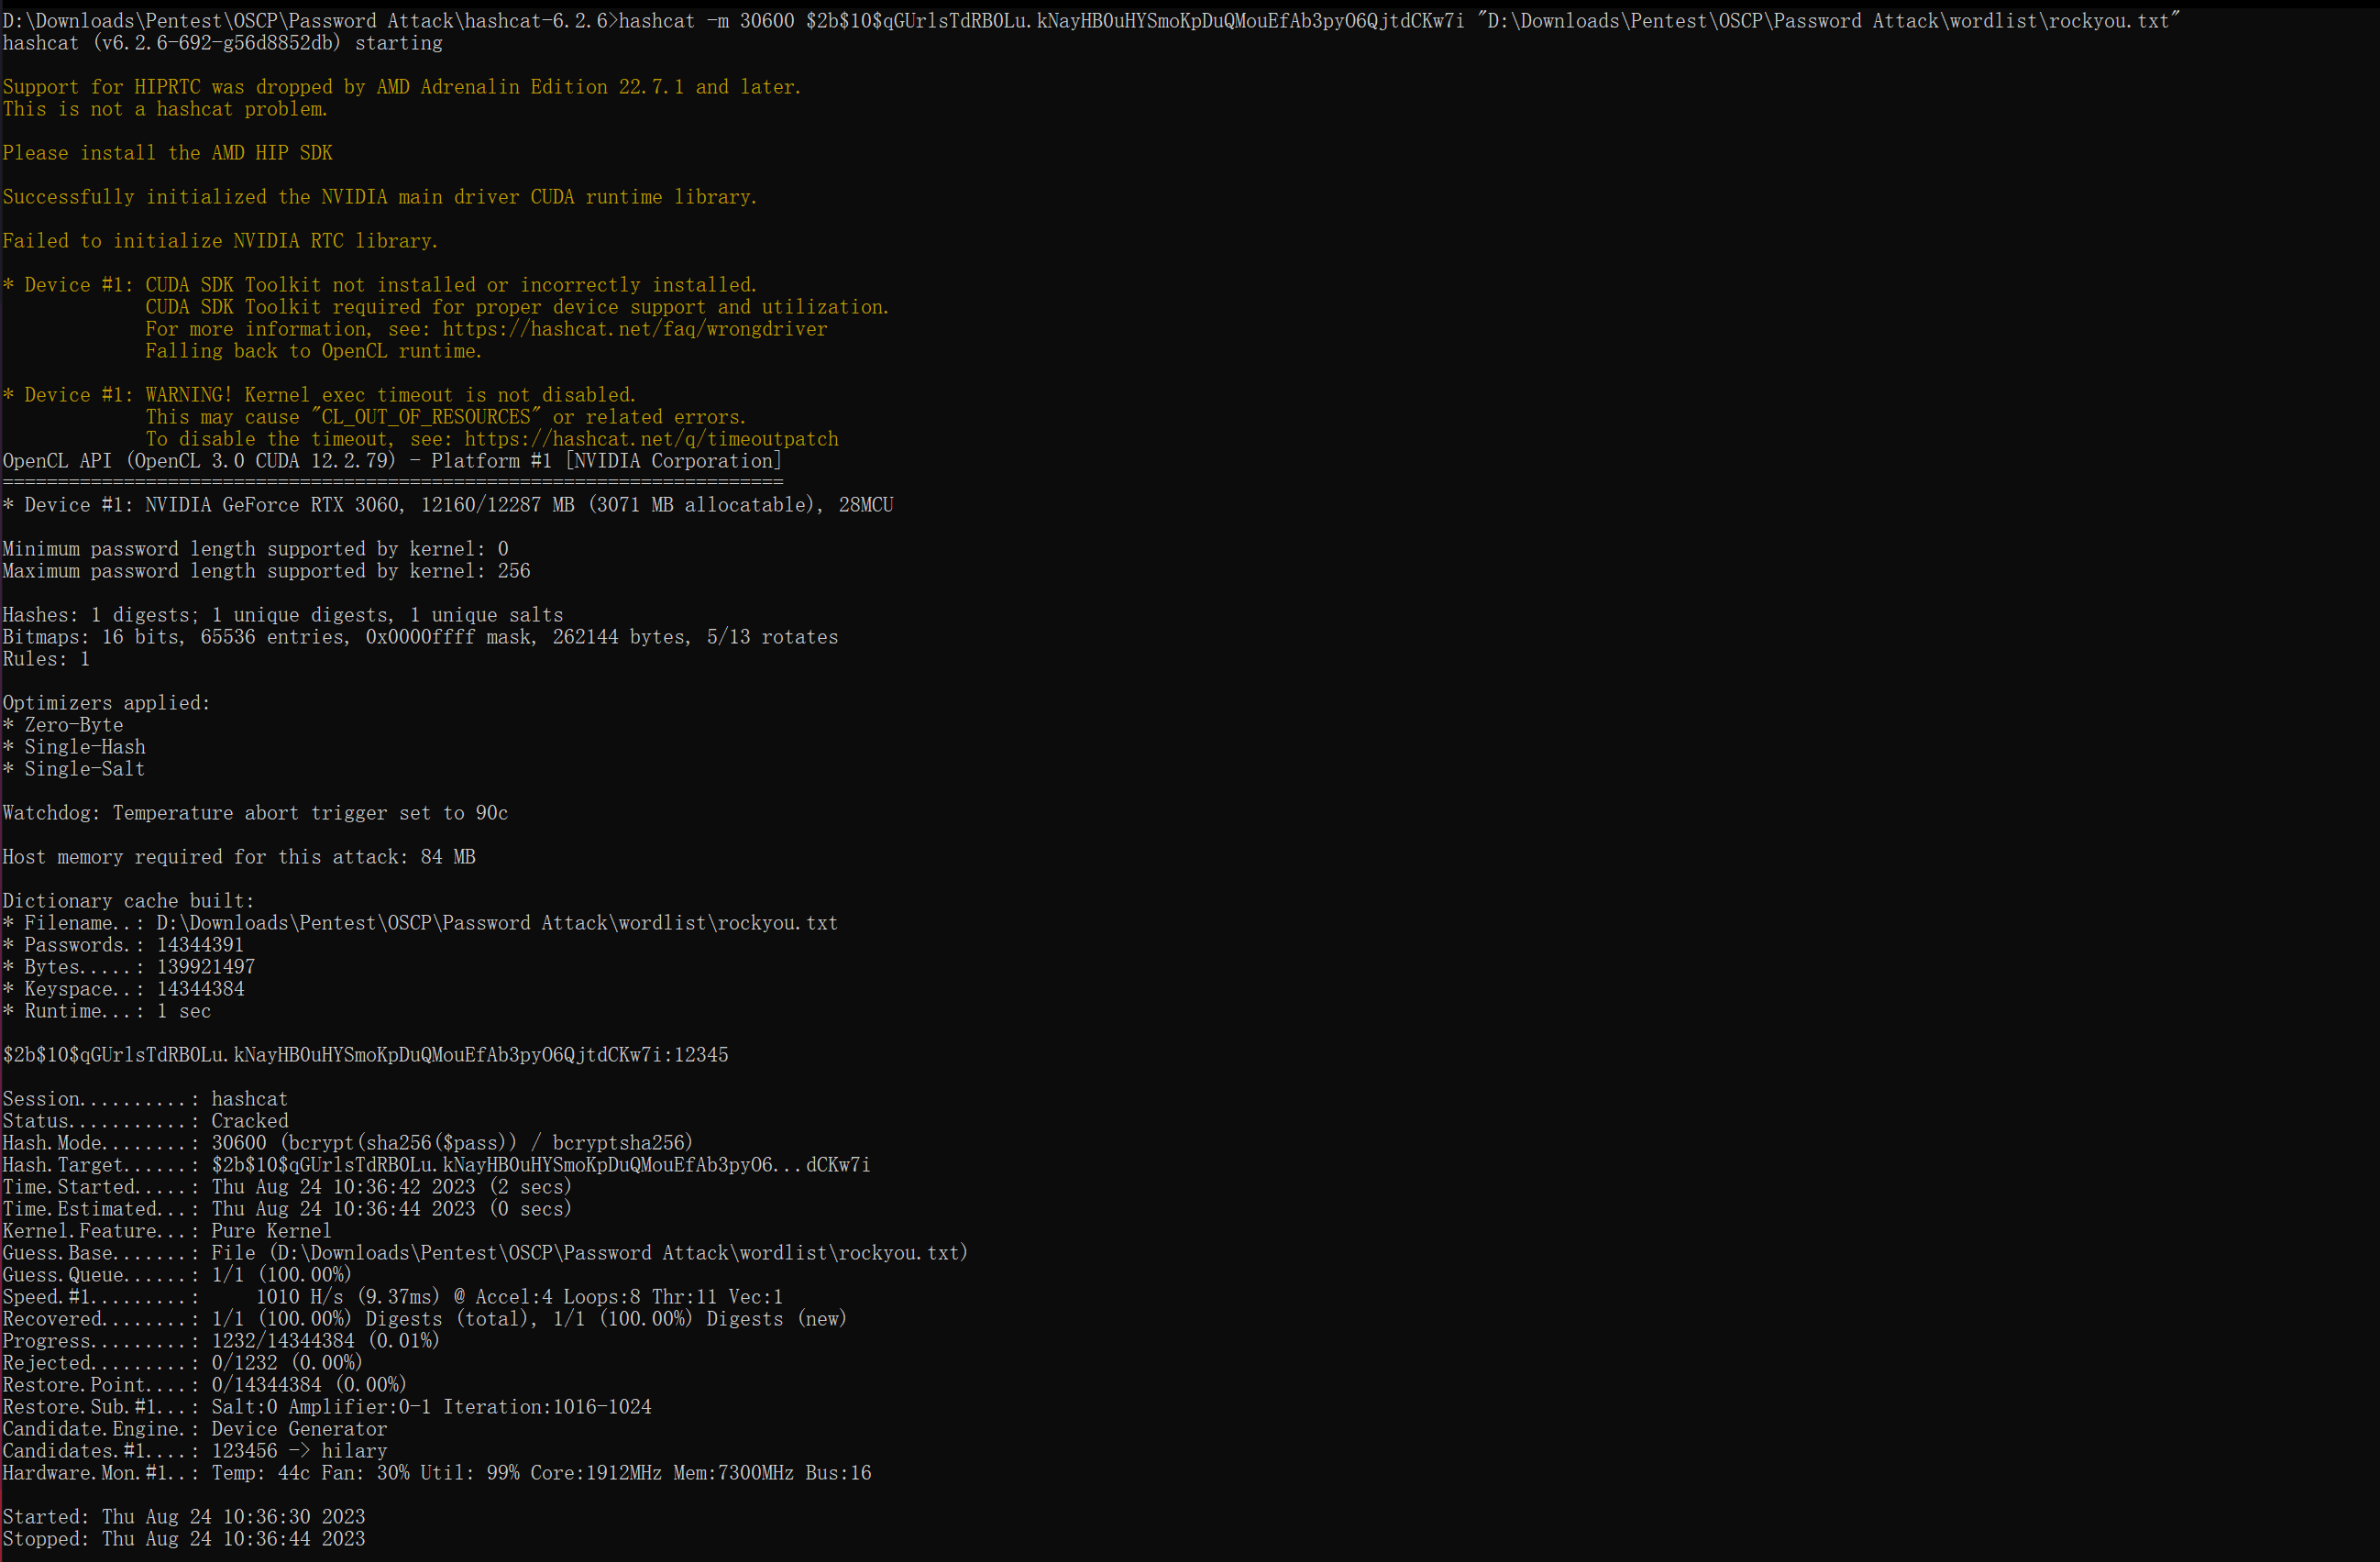 D:\Downloads\Pentest\OSCP\Password Attack\hashcat-6.2.6>hashcat -m 30600 $2b$10$qGUrlsTdRB0Lu.kNayHB0uHYSmoKpDuQMouEfAb3pyO6QjtdCKw7i "D:\Downloads\Pentest\OSCP\Password Attack\wordlist\rockyou.txt"
hashcat (v6.2.6-692-g56d8852db) starting
Support for HIPRTC was dropped by AMD Adrenalin Edition 22.7.1 and later.
This is not a hashcat problem.
Please install the AMD HIP SDK
Successfully initialized the NVIDIA main driver CUDA runtime library.
Failed to initialize NVIDIA RTC library.
* Device #1: CUDA SDK Toolkit not installed or incorrectly installed.
CUDA SDK Toolkit required for proper device support and utilization.
For more information, see: https://hashcat.net/faq/wrongdriver
Falling back to OpenCL runtime.
* Device #1: WARNING! Kernel exec timeout is not disabled.
This may cause "CL_OUT_OF_RESOURCES" or related errors.
To disable the timeout, see: https://hashcat.net/q/timeoutpatch
OpenCL API (OpenCL 3.0 CUDA 12.2.79) - Platform #1 [NVIDIA Corporation]
=======================================================================
* Device #1: NVIDIA GeForce RTX 3060, 12160/12287 MB (3071 MB allocatable), 28MCU
Minimum password length supported by kernel: 0
Maximum password length supported by kernel: 256
Hashes: 1 digests; 1 unique digests, 1 unique salts
Bitmaps: 16 bits, 65536 entries, 0x0000ffff mask, 262144 bytes, 5/13 rotates
Rules: 1
Optimizers applied:
* Zero-Byte
* Single-Hash
* Single-Salt
Watchdog: Temperature abort trigger set to 90c
Host memory required for this attack: 84 MB
Dictionary cache built:
* Filename..: D:\Downloads\Pentest\OSCP\Password Attack\wordlist\rockyou.txt
* Passwords.: 14344391
* Bytes.....: 139921497
* Keyspace..: 14344384
* Runtime...: 1 sec
$2b$10$qGUrlsTdRB0Lu.kNayHB0uHYSmoKpDuQMouEfAb3pyO6QjtdCKw7i:12345
Session..........: hashcat
Status...........: Cracked
Hash.Mode........: 30600 (bcrypt(sha256($pass)) / bcryptsha256)
Hash.Target......: $2b$10$qGUrlsTdRB0Lu.kNayHB0uHYSmoKpDuQMouEfAb3pyO6...dCKw7i
Time.Started.....: Thu Aug 24 10:36:42 2023 (2 secs)
Time.Estimated...: Thu Aug 24 10:36:44 2023 (0 secs)
Kernel.Feature...: Pure Kernel
Guess.Base.......: File (D:\Downloads\Pentest\OSCP\Password Attack\wordlist\rockyou.txt)
Guess.Queue......: 1/1 (100.00%)
Speed.#1.........:     1010 H/s (9.37ms) @ Accel:4 Loops:8 Thr:11 Vec:1
Recovered........: 1/1 (100.00%) Digests (total), 1/1 (100.00%) Digests (new)
Progress.........: 1232/14344384 (0.01%)
Rejected.........: 0/1232 (0.00%)
Restore.Point....: 0/14344384 (0.00%)
Restore.Sub.#1...: Salt:0 Amplifier:0-1 Iteration:1016-1024
Candidate.Engine.: Device Generator
Candidates.#1....: 123456 -> hilary
Hardware.Mon.#1..: Temp: 44c Fan: 30% Util: 99% Core:1912MHz Mem:7300MHz Bus:16
Started: Thu Aug 24 10:36:30 2023
Stopped: Thu Aug 24 10:36:44 2023